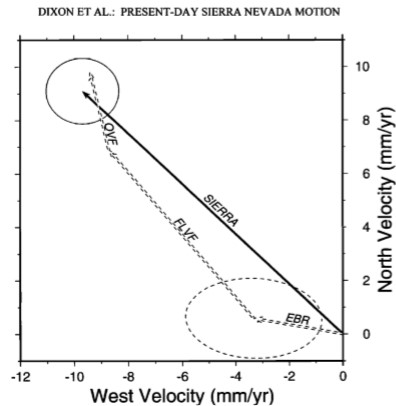 DIXON ET AL.: PRESENT-DAY SIERRA NEVADA MOTION
10
8
6
4
2
0
North Velocity (mm/yr)
OVF
SIERRA
FLVF
EBR
-12 -10 -8 -6 -4 -2 0
West Velocity (mm/yr)